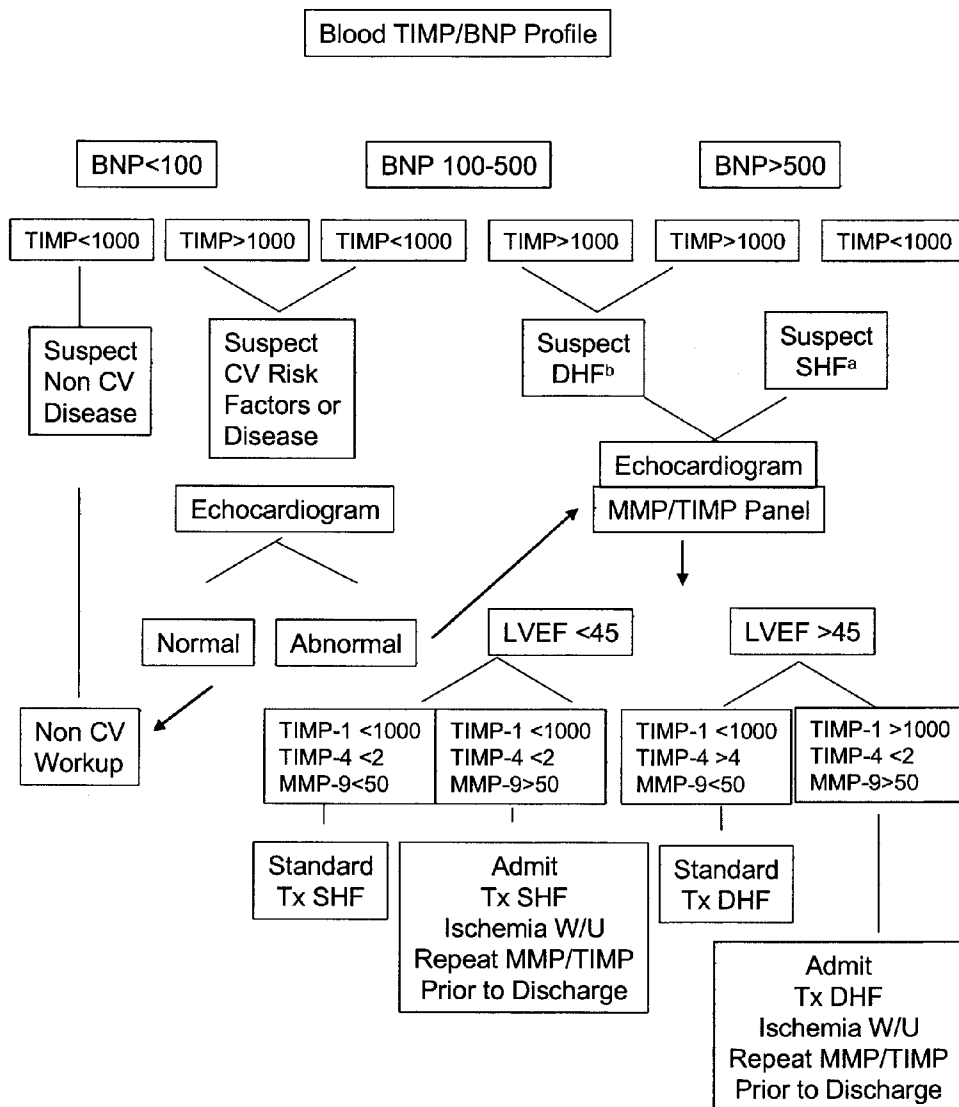 Blood TIMP/BNP Profile
BNP<100
BNP 100-500
BNP>500
TIMP<1000
TIMP>1000
TIMP<1000
TIMP>1000
TIMP>1000
TIMP<1000
Suspect
Non CV
Disease
Suspect
CV Risk
Factors or
Disease
Suspect
DHFᵇ
Suspect
SHFᵃ
Echocardiogram
MMP/TIMP Panel
Echocardiogram
Normal
Abnormal
LVEF <45
LVEF >45
Non CV
Workup
TIMP-1 <1000
TIMP-4 <2
MMP-9<50
TIMP-1 <1000
TIMP-4 <2
MMP-9>50
TIMP-1 <1000
TIMP-4 >4
MMP-9<50
TIMP-1 >1000
TIMP-4 <2
MMP-9>50
Standard
Tx SHF
Admit
Tx SHF
Ischemia W/U
Repeat MMP/TIMP
Prior to Discharge
Standard
Tx DHF
Admit
Tx DHF
Ischemia W/U
Repeat MMP/TIMP
Prior to Discharge